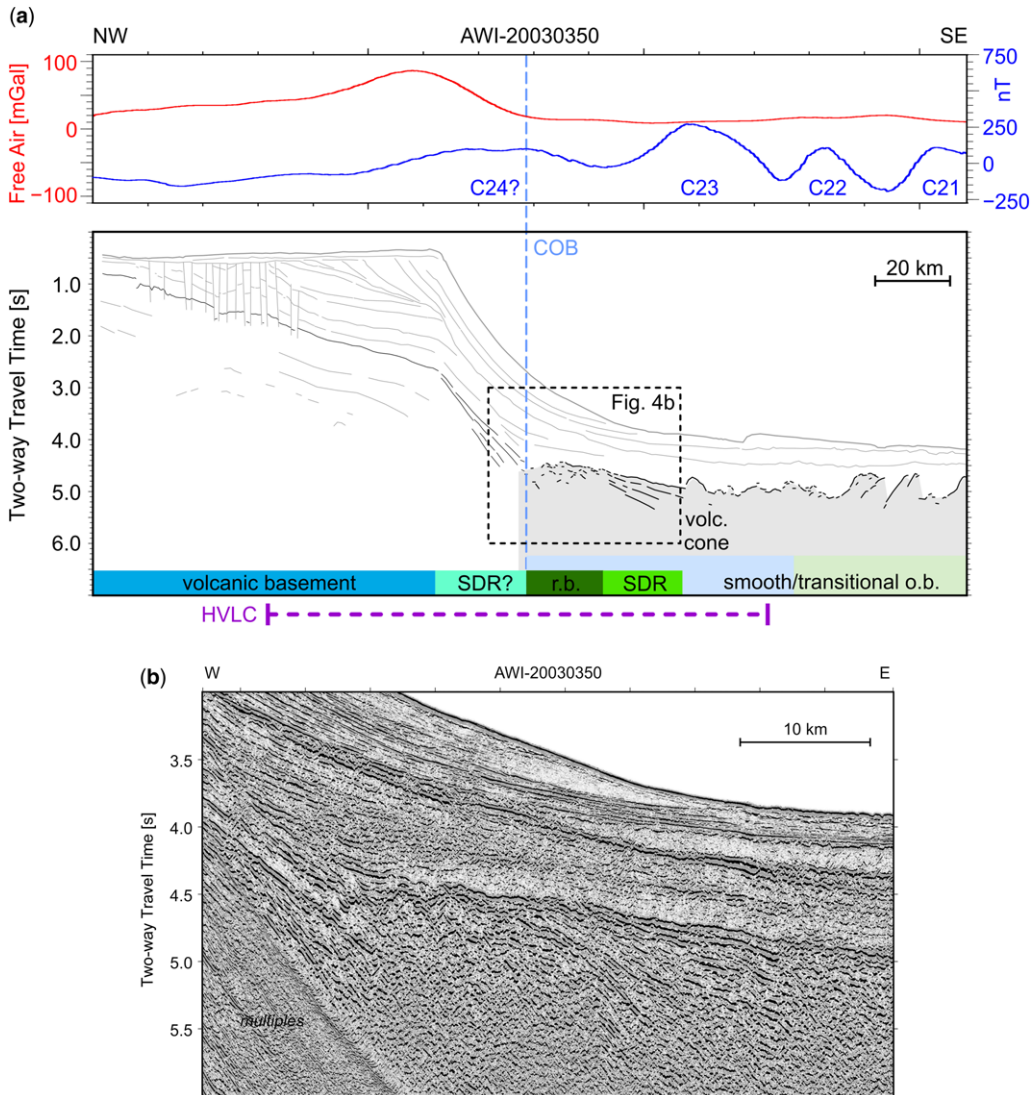 (a)
NW AWI-20030350 SE
100
0
−100
Free Air [mGal]
750
250
0
−250
nT
C24? C23 C22 C21
COB
20 km
1.0
2.0
3.0
4.0
5.0
6.0
Two-way Travel Time [s]
Fig. 4b
volc.
cone
volcanic basement SDR? r.b. SDR smooth/transitional o.b.
HVLC
(b)
W AWI-20030350 E
10 km
3.5
4.0
4.5
5.0
5.5
Two-way Travel Time [s]
multiples